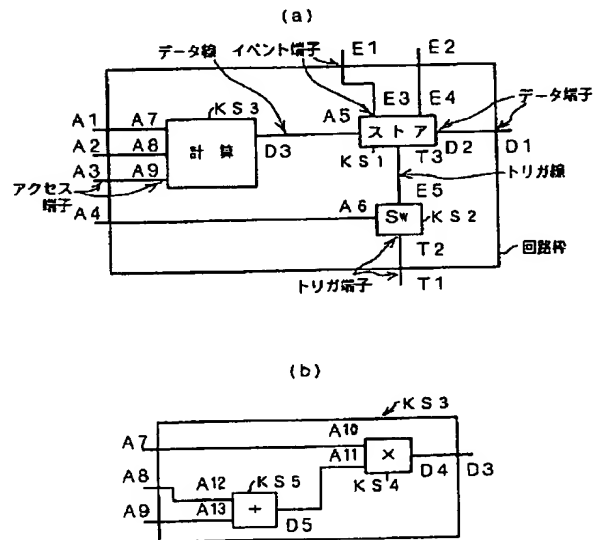 (a)
データ線 イベント端子 E1 E2
A1 A7 KS3 A5 E3 E4 データ端子
A2 A8 計算 D3 ストア D2 D1
A3 A9 KS1 T3 トリガ線
アクセス端子 E5
A4 A6 Sw KS2
T2 回路枠
トリガ端子 T1
(b)
KS3
A7 A10
A11 × D4 D3
A8 A12 KS5 KS4
A9 A13 + D5